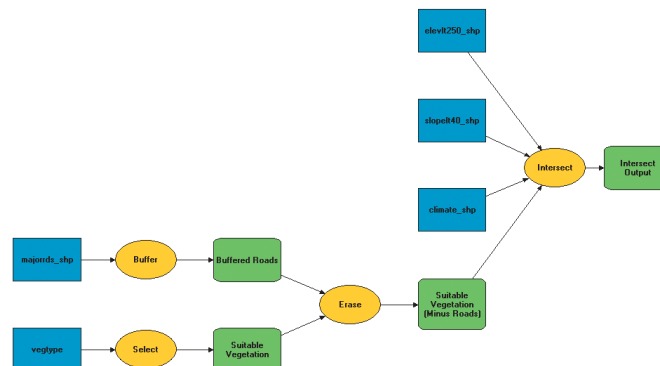 elevlt250_shp
slopelt40_shp
Intersect
Intersect
Output
climate_shp
majorrds_shp
Buffer
Buffered Roads
Erase
Suitable
Vegetation
(Minus Roads)
vegtype
Select
Suitable
Vegetation